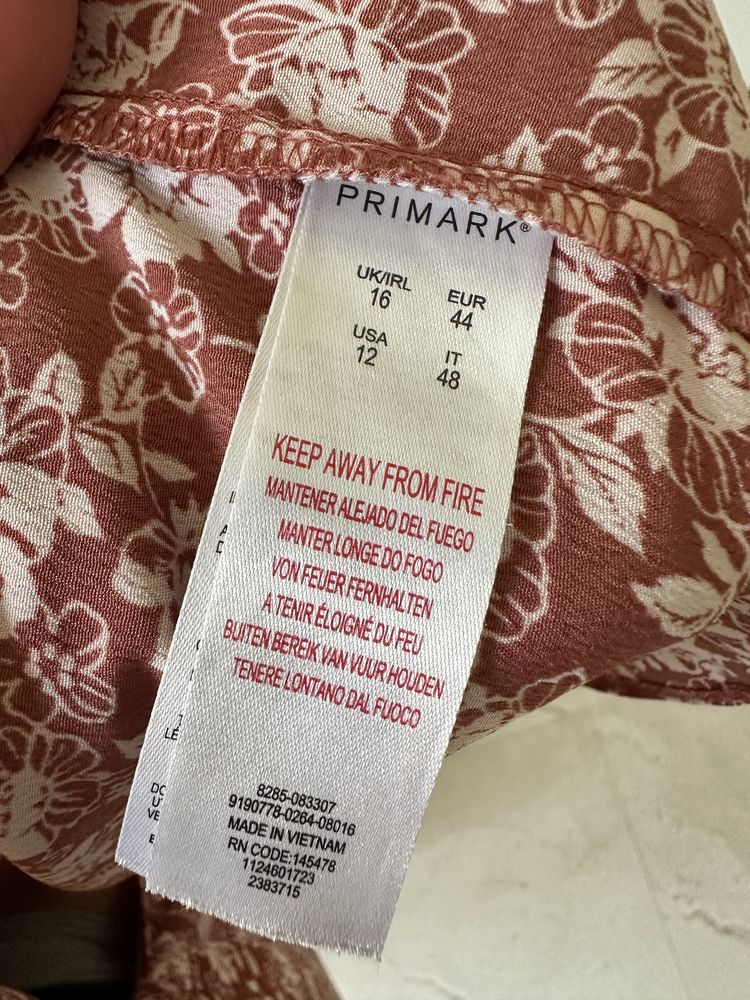 PRIMARK®
UK/IRL
16
EUR
44
USA
12
IT
48
KEEP AWAY FROM FIRE
MANTENER ALEJADO DEL FUEGO
MANTER LONGE DO FOGO
VON FEUER FERNHALTEN
A TENIR ÉLOIGNÉ DU FEU
BUITEN BEREIK VAN VUUR HOUDEN
TENERE LONTANO DAL FUOCO
8285-083307
9190778-0264-08016
MADE IN VIETNAM
RN CODE:145478
1124601723
2383715